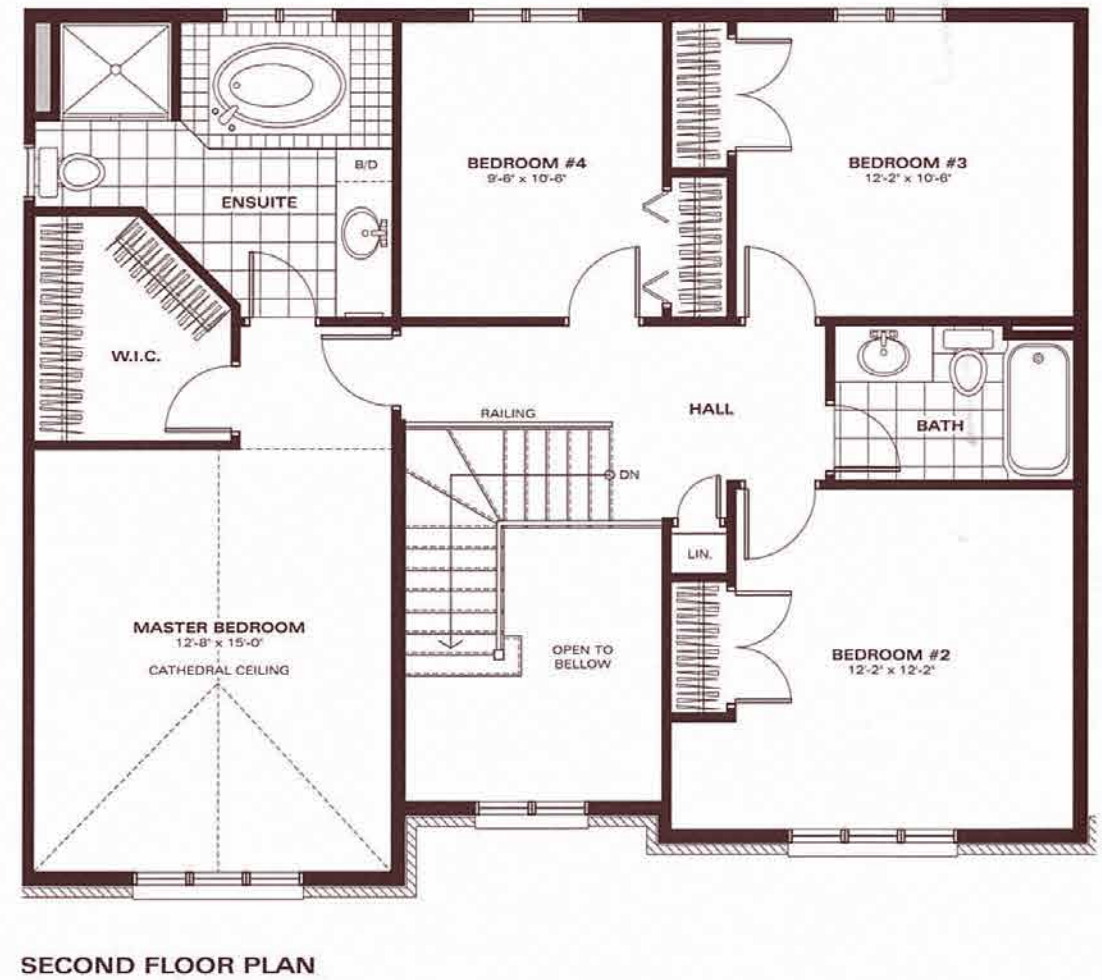 B/D
BEDROOM #4
9'-6" x 10'-6"
BEDROOM #3
12'-2" x 10'-6"
ENSUITE
W.I.C.
RAILING
HALL
BATH
DN
LIN.
MASTER BEDROOM
12'-8" x 15'-0"
CATHEDRAL CEILING
OPEN TO
BELLOW
BEDROOM #2
12'-2" x 12'-2"
SECOND FLOOR PLAN